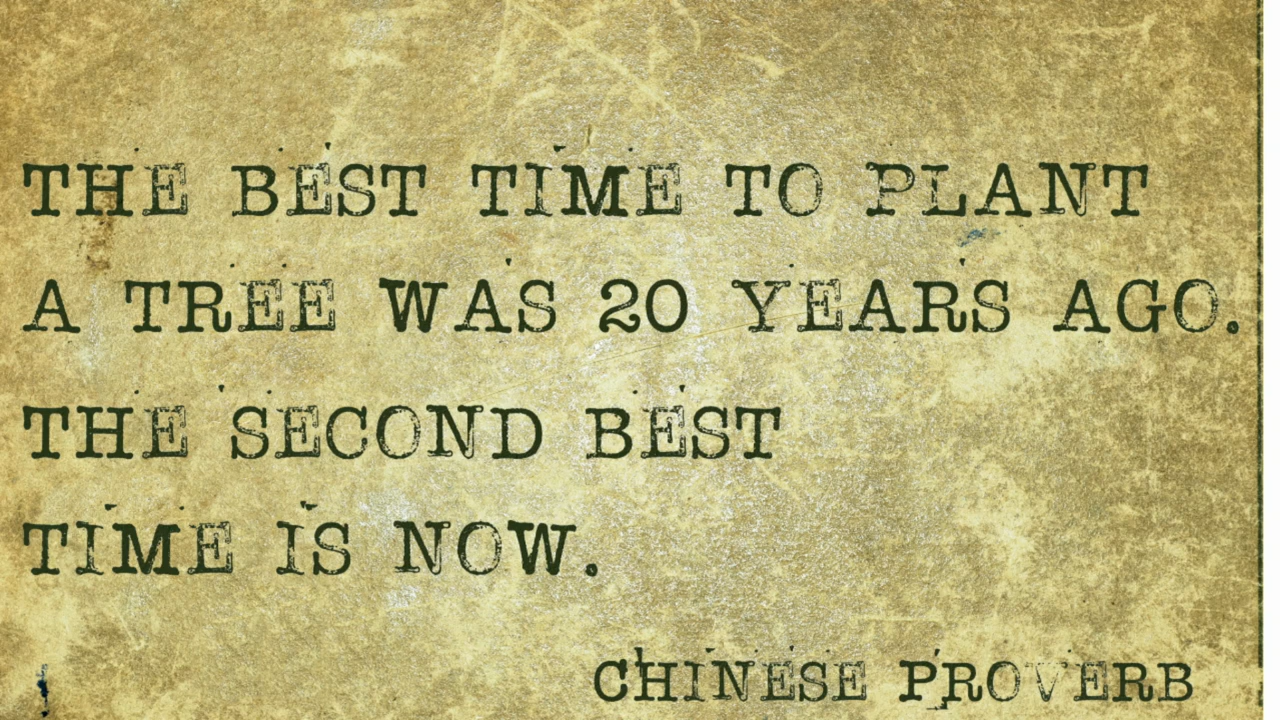 THE BEST TIME TO PLANT
A TREE WAS 20 YEARS AGO.
THE SECOND BEST
TIME IS NOW.
CHINESE PROVERB